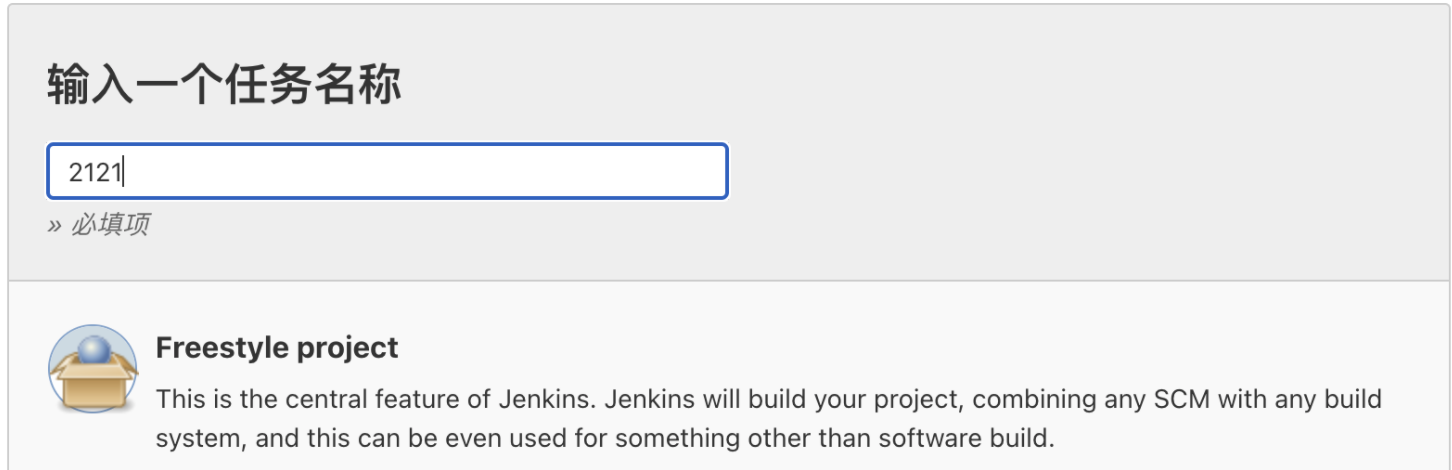 输入一个任务名称
2121
» 必填项
Freestyle project
This is the central feature of Jenkins. Jenkins will build your project, combining any SCM with any build
system, and this can be even used for something other than software build.